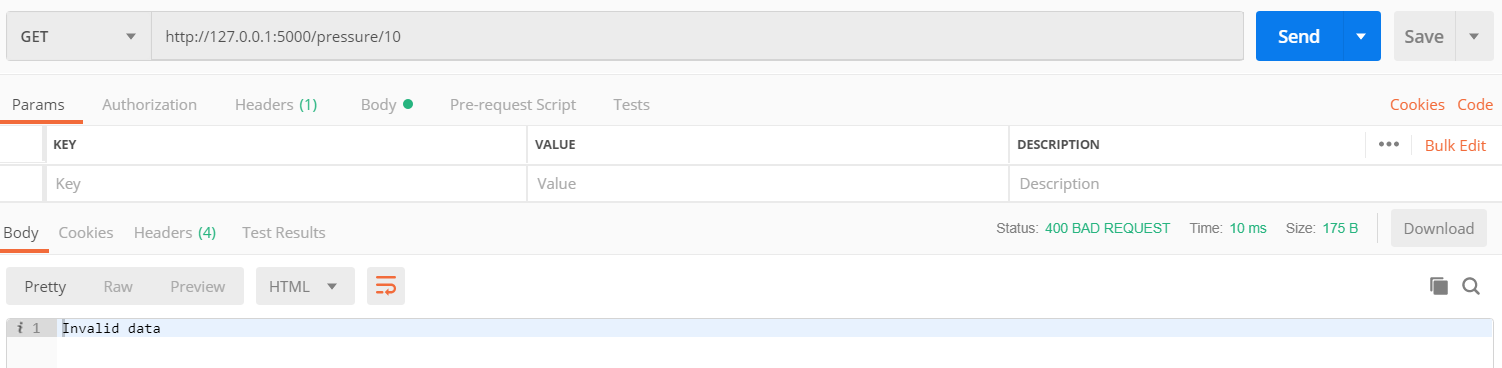 GET http://127.0.0.1:5000/pressure/10 Send Save
Params Authorization Headers (1) Body Pre-request Script Tests Cookies Code
KEY VALUE DESCRIPTION ••• Bulk Edit
Key Value Description
Body Cookies Headers (4) Test Results Status: 400 BAD REQUEST Time: 10 ms Size: 175 B Download
Pretty Raw Preview HTML
i 1 Invalid data